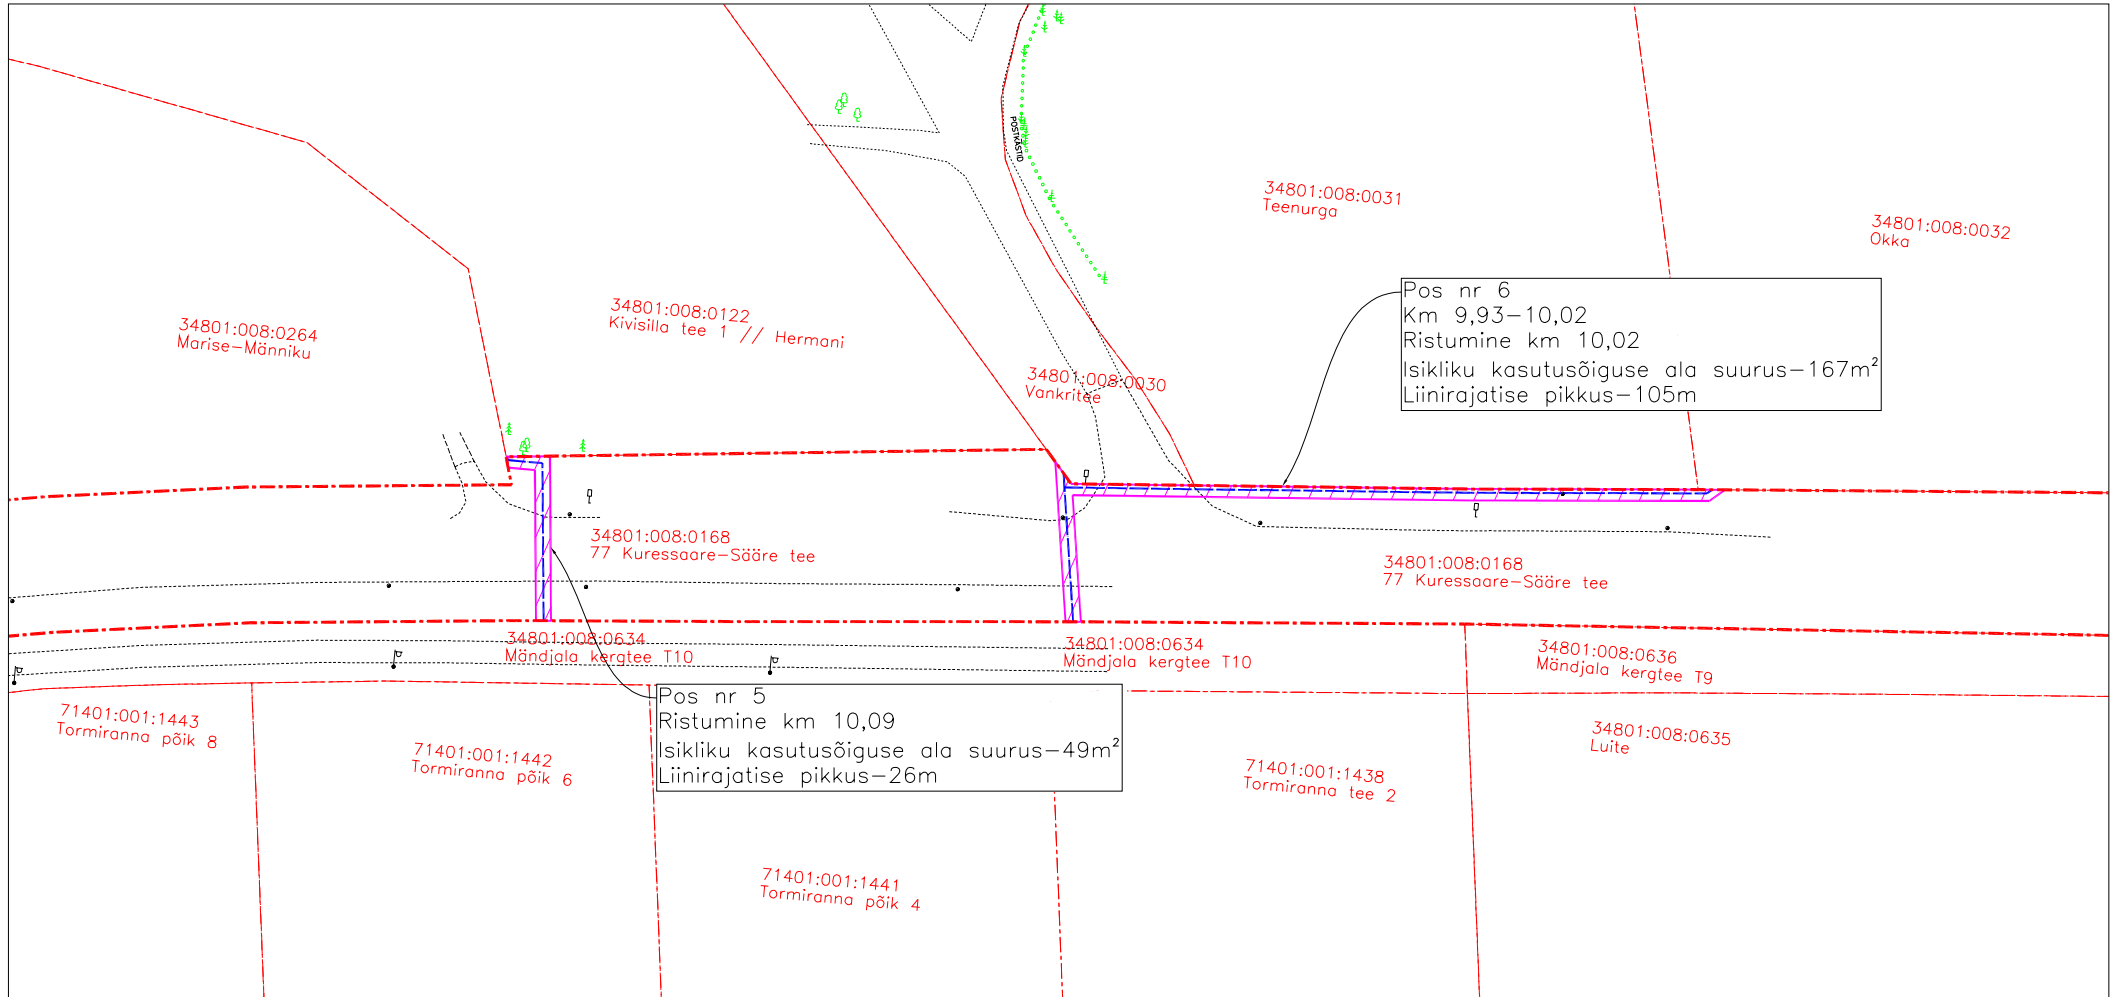 POSTKASTID
34801:008:0031
Teenurga
34801:008:0032
Okka
34801:008:0264
Marise-Männiku
34801:008:0122
Kivisilla tee 1 // Hermani
34801:008:0030
Vankritee
Pos nr 6
Km 9,93-10,02
Ristumine km 10,02
Isikliku kasutusõiguse ala suurus-167m²
Liinirajatise pikkus-105m
34801:008:0168
77 Kuressaare-Sääre tee
34801:008:0168
77 Kuressaare-Sääre tee
34801:008:0634
Mändjala kergtee T10
34801:008:0634
Mändjala kergtee T10
34801:008:0636
Mändjala kergtee T9
Pos nr 5
Ristumine km 10,09
Isikliku kasutusõiguse ala suurus-49m²
Liinirajatise pikkus-26m
71401:001:1443
Tormiranna põik 8
71401:001:1442
Tormiranna põik 6
71401:001:1438
Tormiranna tee 2
34801:008:0635
Luite
71401:001:1441
Tormiranna põik 4